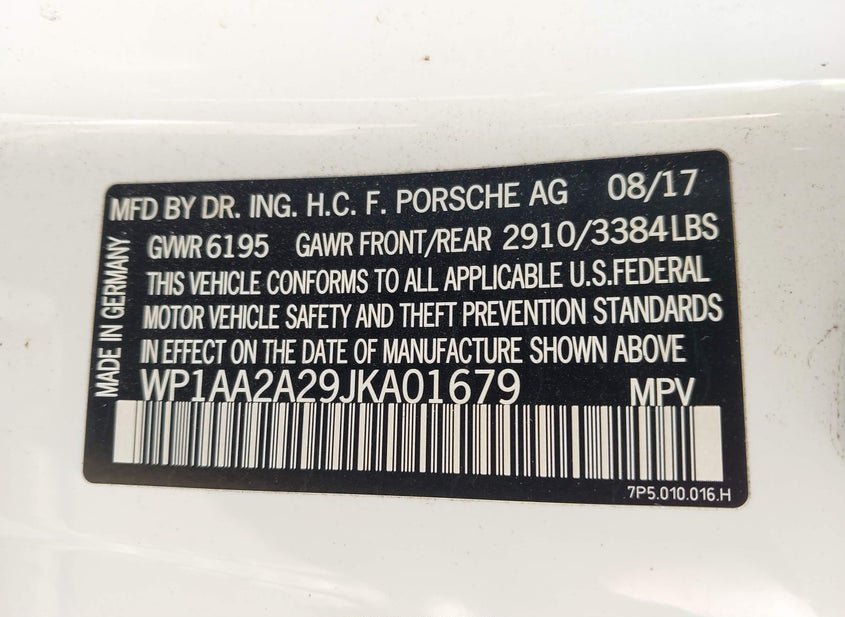 MFD BY DR. ING. H.C. F. PORSCHE AG 08/17
GVWR 6195 GAWR FRONT/REAR 2910/3384LBS
THIS VEHICLE CONFORMS TO ALL APPLICABLE U.S.FEDERAL
MOTOR VEHICLE SAFETY AND THEFT PREVENTION STANDARDS
IN EFFECT ON THE DATE OF MANUFACTURE SHOWN ABOVE
WP1AA2A29JKA01679 MPV
7P5.010.016.H
MADE IN GERMANY